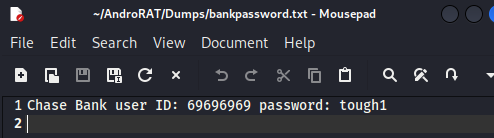 ~/AndroRAT/Dumps/bankpassword.txt - Mousepad
File Edit Search View Document Help
1 Chase Bank user ID: 69696969 password: tough1
2